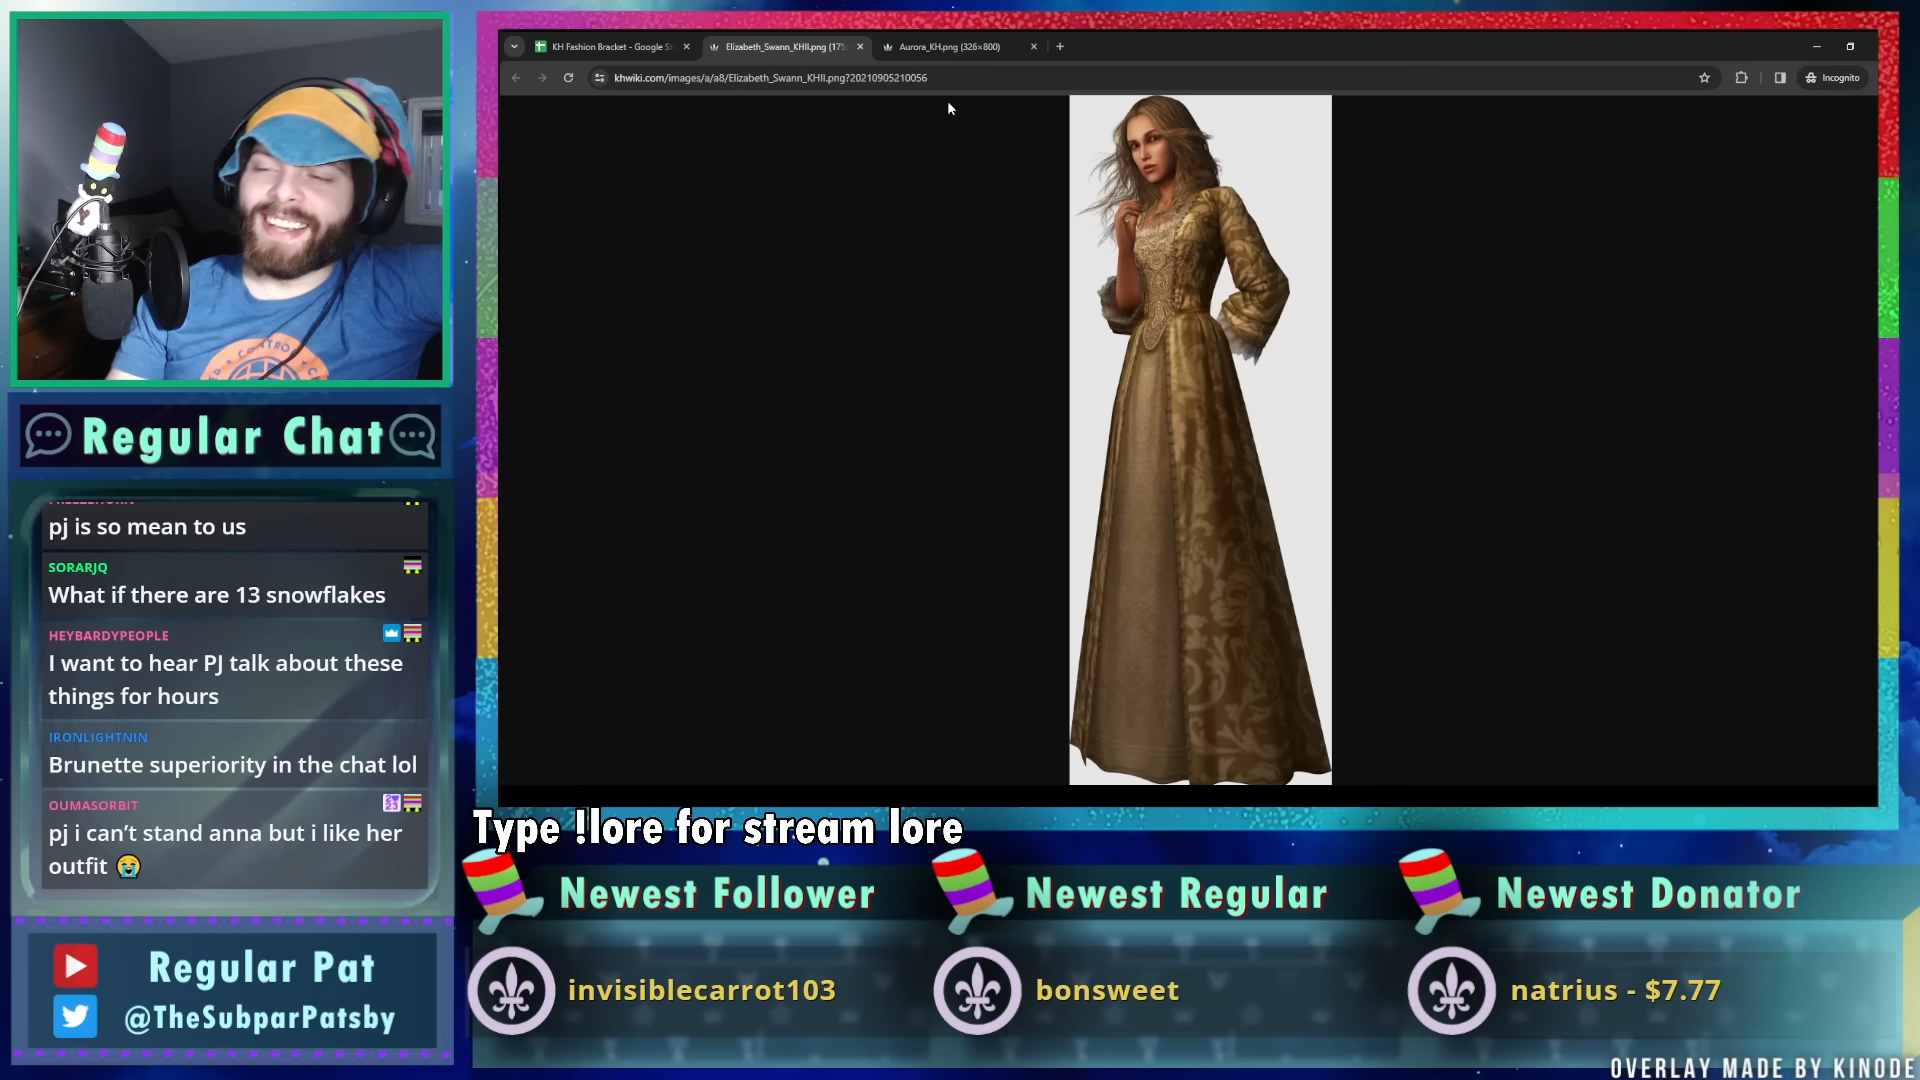 KH Fashion Bracket - Google S
Elizabeth_Swann_KHII.png (175
Aurora_KH.png (326×800)
khwiki.com/images/a/a8/Elizabeth_Swann_KHII.png?20210905210056
Incognito
Regular Chat
pj is so mean to us
SORARJQ
What if there are 13 snowflakes
HEYBARDYPEOPLE
I want to hear PJ talk about these
things for hours
IRONLIGHTNIN
Brunette superiority in the chat lol
OUMASORBIT
pj i can’t stand anna but i like her
outfit 😭
Regular Pat
@TheSubparPatsby
Type !lore for stream lore
Newest Follower
invisiblecarrot103
Newest Regular
bonsweet
Newest Donator
natrius - $7.77
OVERLAY MADE BY KINODE